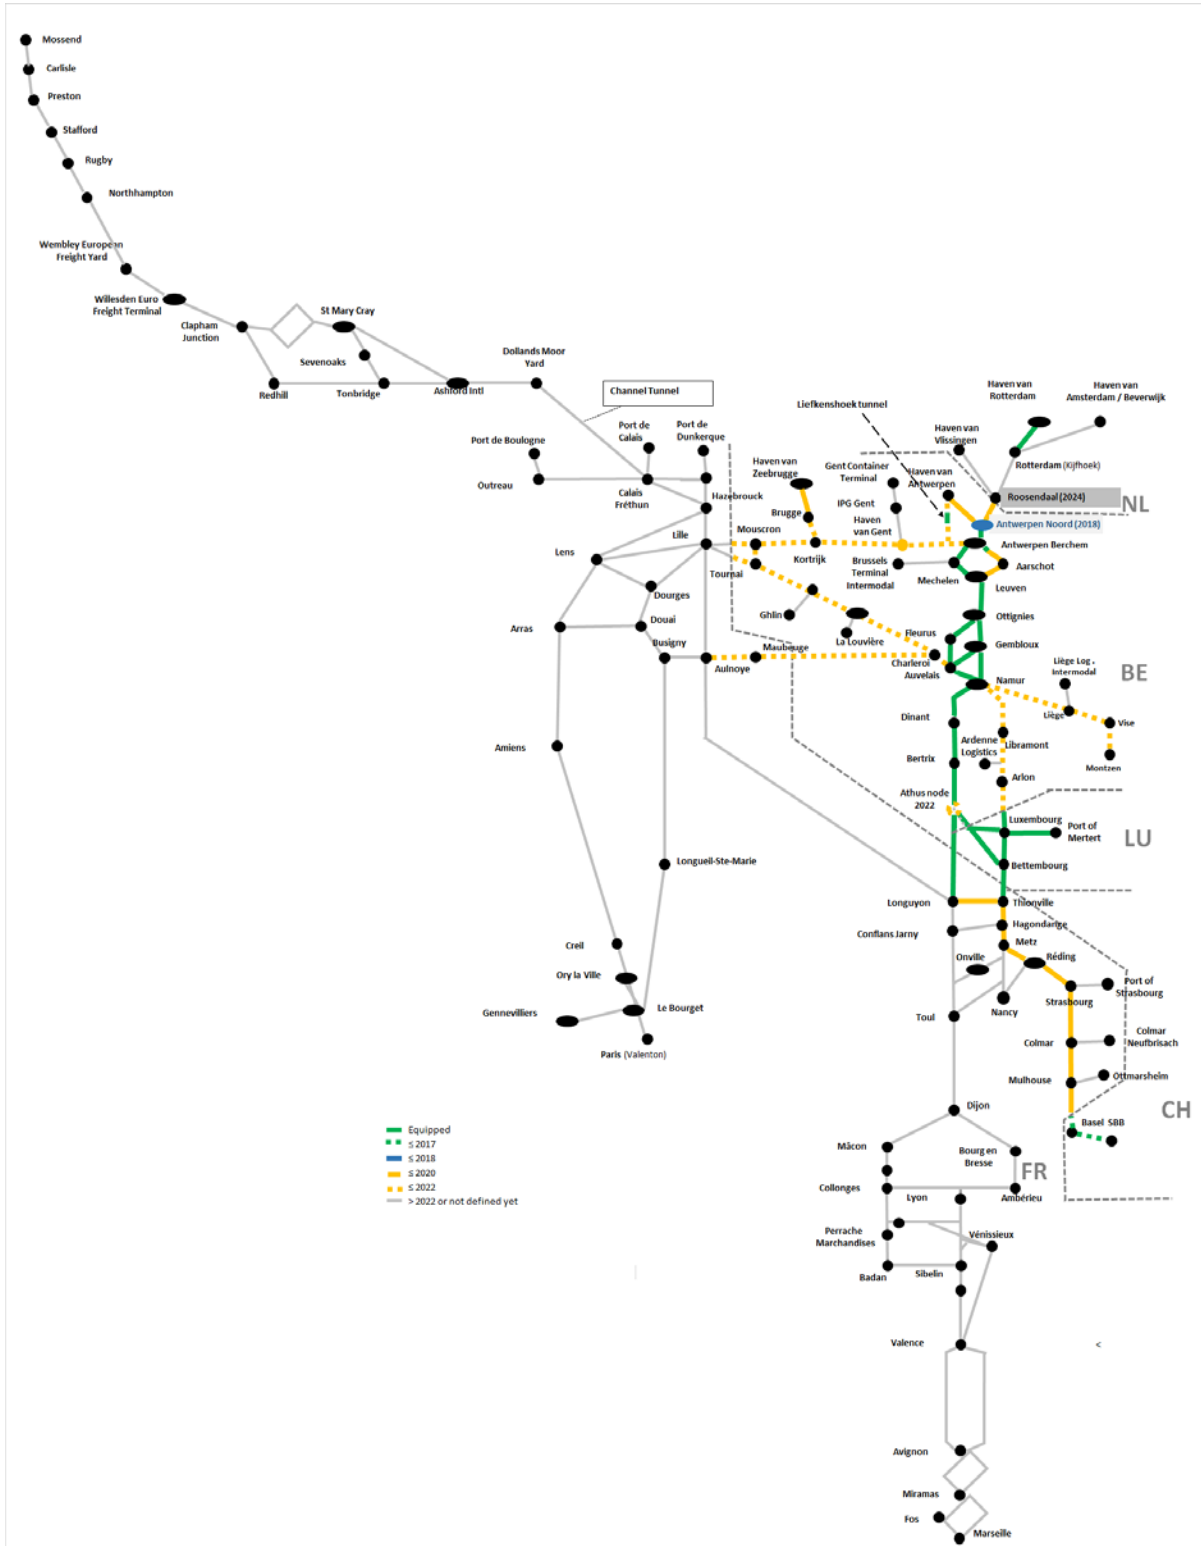 Mossend
Carlisle
Preston
Stafford
Rugby
Northhampton
Wembley European
Freight Yard
Willesden Euro
Freight Terminal
Clapham
Junction
St Mary Cray
Sevenoaks
Redhill
Tonbridge
Ashford Intl
Dollands Moor
Yard
Channel Tunnel
Port de Boulogne
Outreau
Port de
Calais
Calais
Fréthun
Port de
Dunkerque
Hazebrouck
Lille
Lens
Dourges
Douai
Arras
Busigny
Aulnoye
Maubeuge
Amiens
Longueil-Ste-Marie
Creil
Ory la Ville
Gennevilliers
Le Bourget
Paris (Valenton)
Liefkenshoek tunnel
Haven van
Rotterdam
Haven van
Amsterdam / Beverwijk
Haven van
Vlissingen
Rotterdam (Kijfhoek)
Haven van
Zeebrugge
Gent Container
Terminal
Haven van
Antwerpen
Roosendaal (2024)
NL
Brugge
IPG Gent
Haven
van Gent
Antwerpen Noord (2018)
Mouscron
Kortrijk
Antwerpen Berchem
Tournai
Brussels
Terminal
Intermodal
Mechelen
Aarschot
Leuven
Ghlin
La Louvière
Ottignies
Fleurus
Gembloux
Charleroi
Auvelais
Namur
Liège Log.
Intermodal
BE
Liège
Vise
Montzen
Dinant
Ardenne
Logistics
Libramont
Bertrix
Arlon
Athus node
2022
Luxembourg
Port of
Mertert
LU
Bettembourg
Longuyon
Thionville
Conflans Jarny
Hagondange
Metz
Onville
Réding
Nancy
Strasbourg
Port of
Strasbourg
Toul
Colmar
Colmar
Neufbrisach
Mulhouse
Ottmarsheim
Basel SBB
CH
Dijon
Mâcon
Bourg en
Bresse
FR
Collonges
Lyon
Ambérieu
Perrache
Marchandises
Vénissieux
Badan
Sibelin
Valence
<
Avignon
Miramas
Fos
Marseille
Equipped
≤ 2017
≤ 2018
≤ 2020
≤ 2022
> 2022 or not defined yet